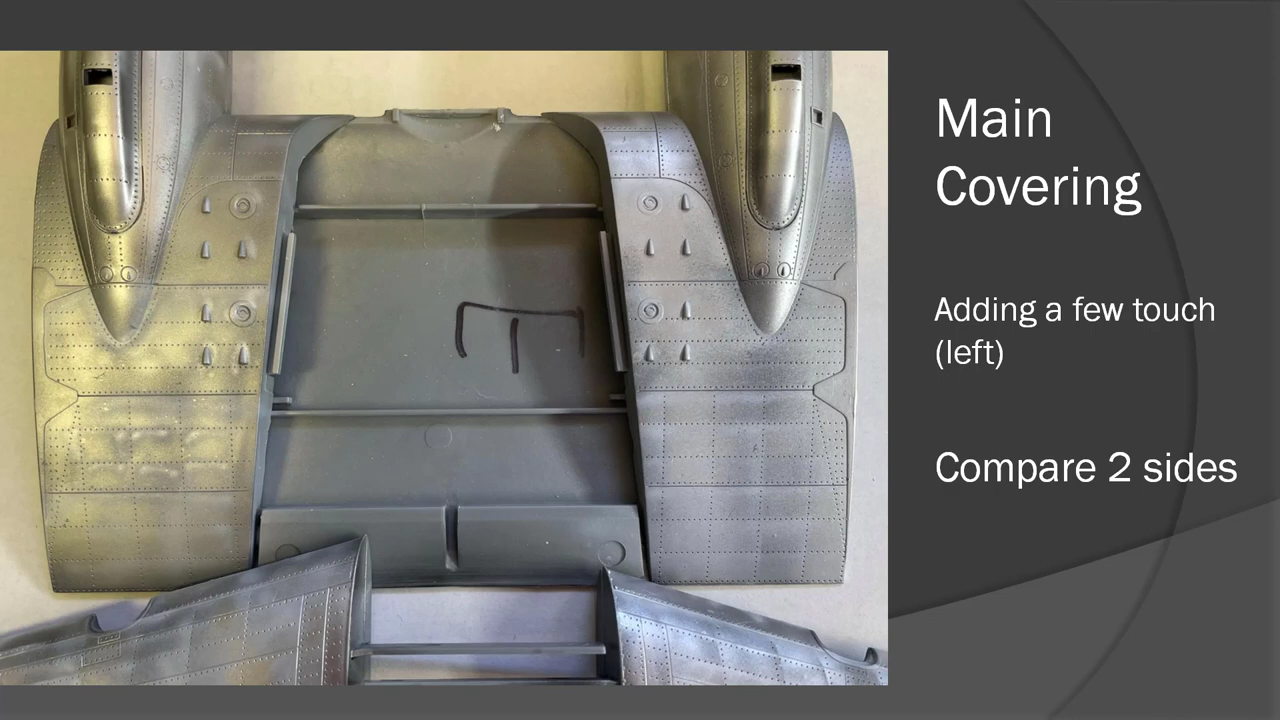 Main
Covering
Adding a few touch
(left)
Compare 2 sides